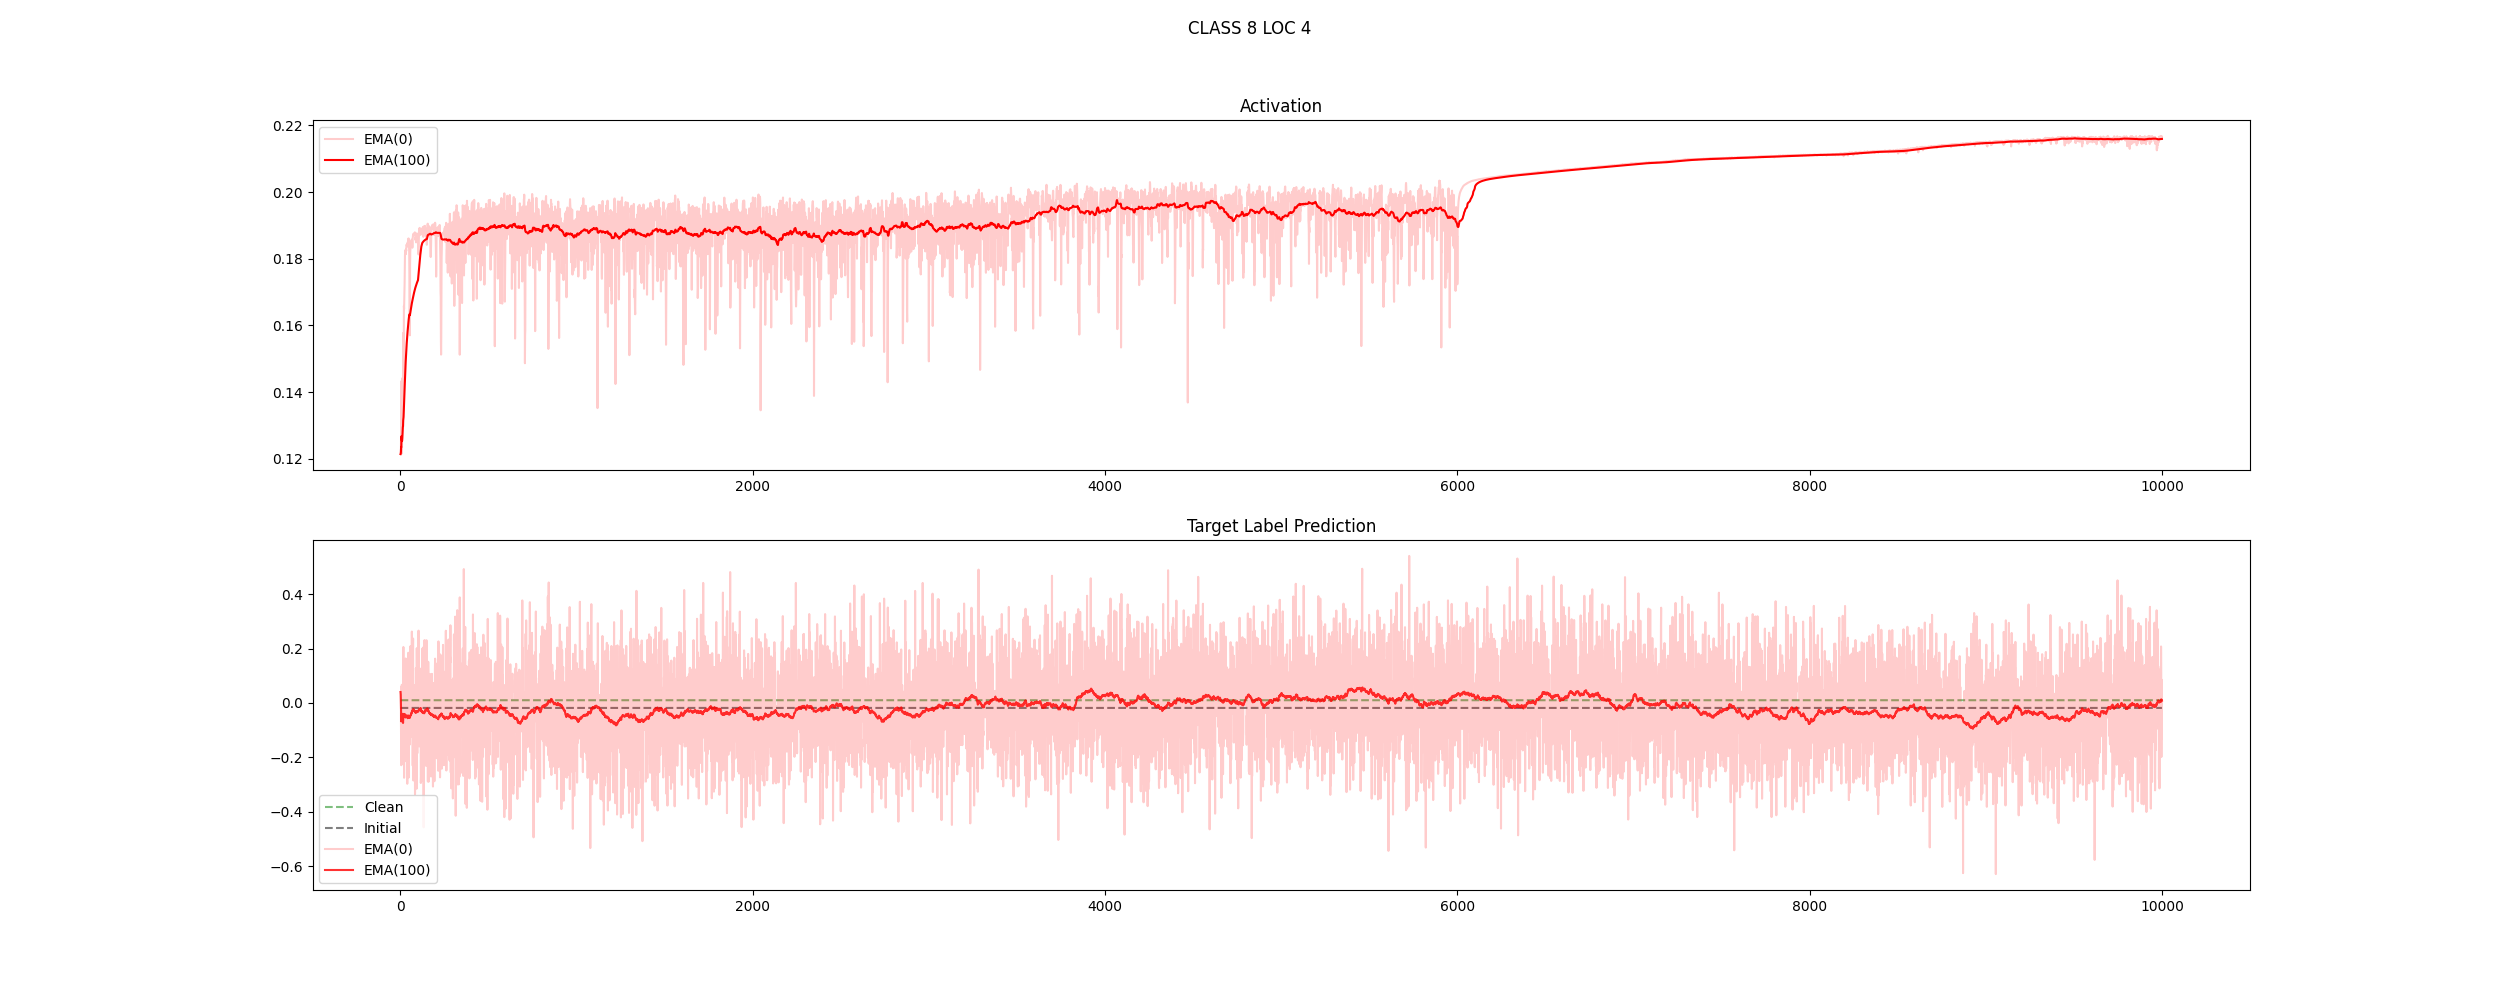 CLASS 8 LOC 4
Activation
EMA(0)
EMA(100)
0.22
0.20
0.18
0.16
0.14
0.12
0
2000
4000
6000
8000
10000
Target Label Prediction
0.4
0.2
0.0
−0.2
−0.4
−0.6
Clean
Initial
EMA(0)
EMA(100)
0
2000
4000
6000
8000
10000